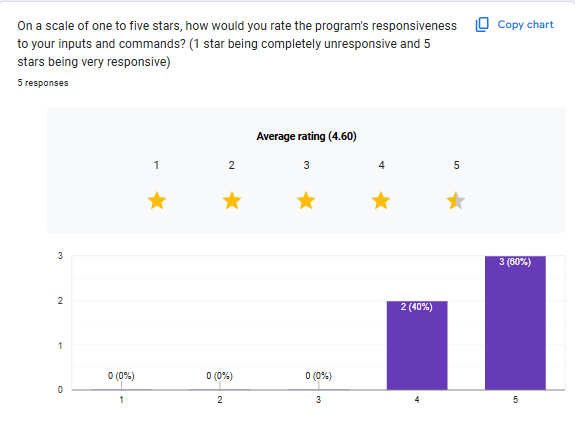 On a scale of one to five stars, how would you rate the program's responsiveness
to your inputs and commands? (1 star being completely unresponsive and 5
stars being very responsive)
Copy chart
5 responses
Average rating (4.60)
1 2 3 4 5
3
2
1
0
0 (0%) 0 (0%) 0 (0%) 2 (40%) 3 (60%)
1 2 3 4 5